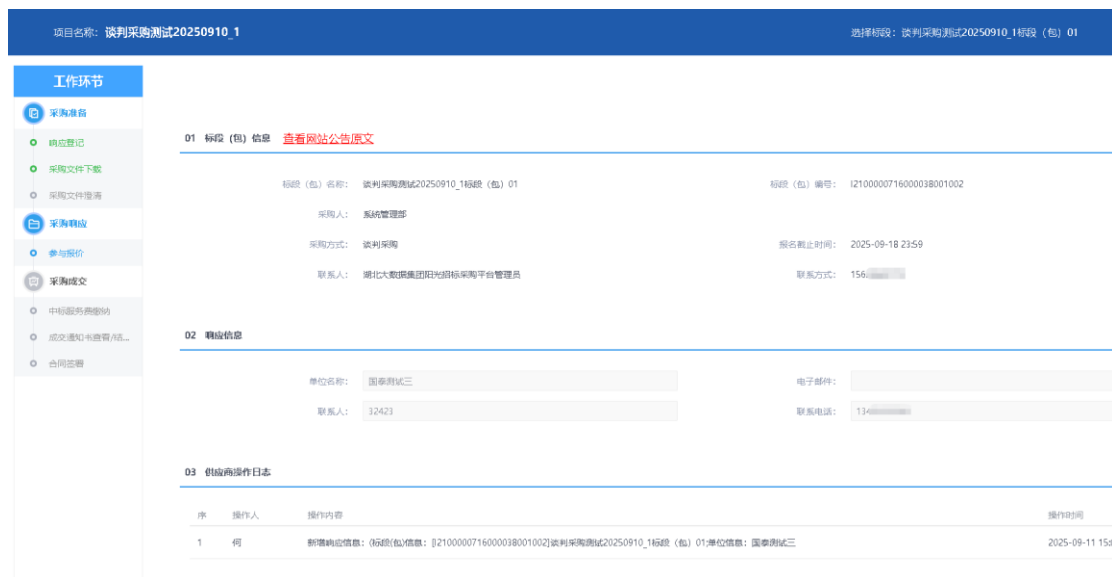 项目名称: 谈判采购测试20250910_1
选择标段: 谈判采购测试20250910_1标段（包）01
工作环节
采购准备
响应登记
采购文件下载
采购文件澄清
采购响应
参与报价
采购成交
中标服务费缴纳
成交通知书查看/结...
合同签署
01 标段（包）信息 查看网站公告原文
标段（包）名称: 谈判采购测试20250910_1标段（包）01
标段（包）编号: I2100000716000038001002
采购人: 系统管理部
采购方式: 谈判采购
报名截止时间: 2025-09-18 23:59
联系人: 湖北大数据集团阳光招标采购平台管理员
联系方式: 156
02 响应信息
单位名称: 国泰测试三
电子邮件:
联系人: 32423
联系电话: 134
03 供应商操作日志
序 操作人 操作内容 操作时间
1 何 新增响应信息: (标段(包)信息: [I2100000716000038001002]谈判采购测试20250910_1标段（包）01;单位信息: 国泰测试三 2025-09-11 15: